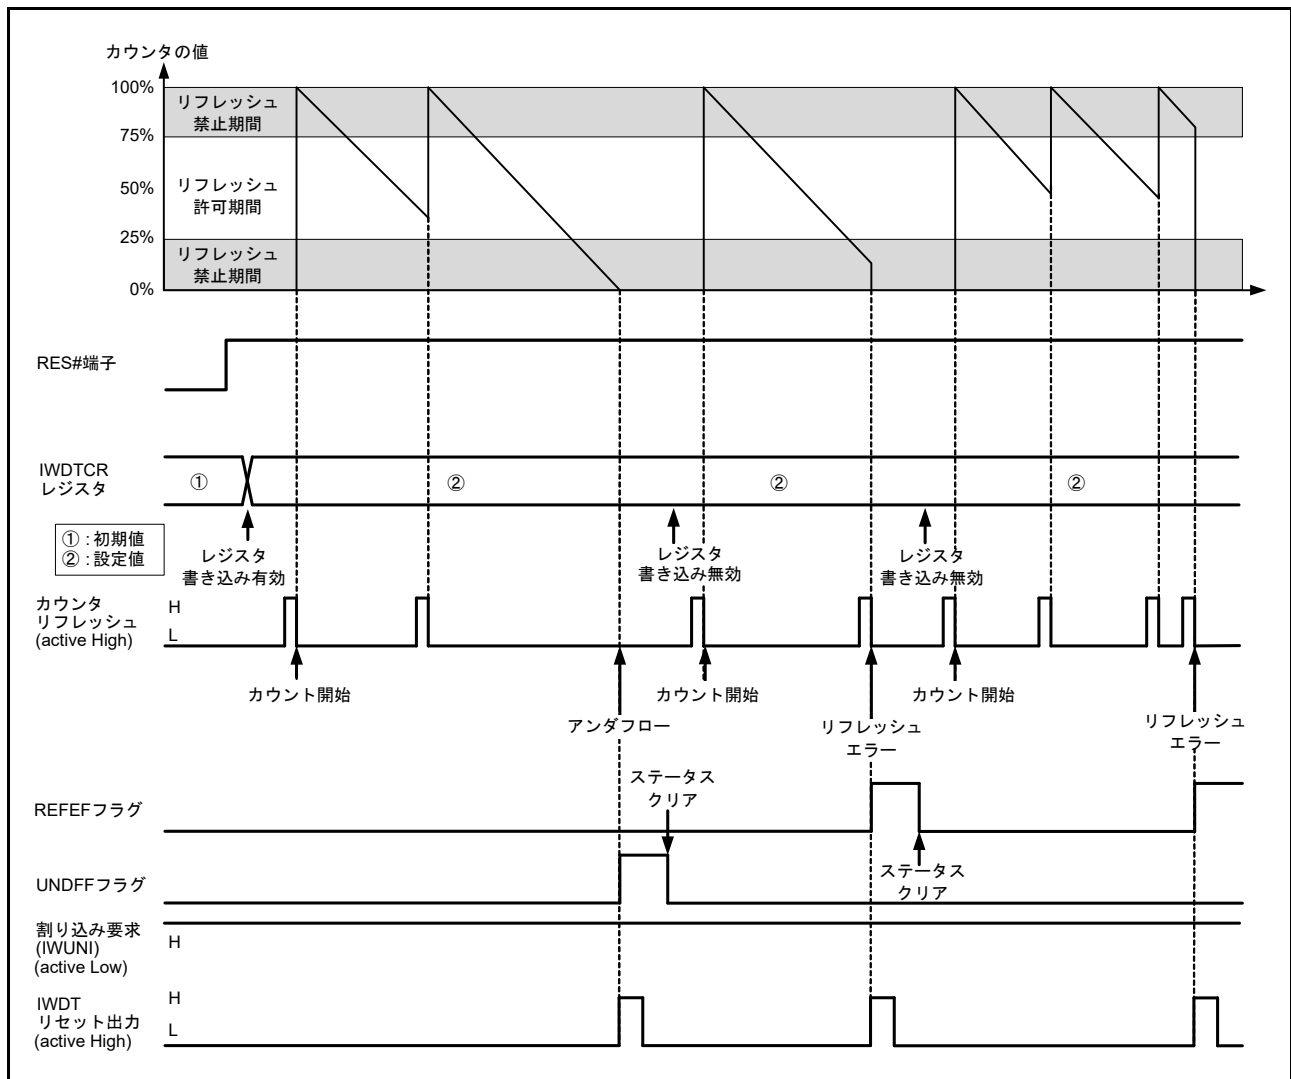 カウンタの値
100%
リフレッシュ
禁止期間
75%
50%
リフレッシュ
許可期間
25%
リフレッシュ
禁止期間
0%
RES#端子
IWDTCR
レジスタ
①
②
②
②
① : 初期値
② : 設定値
レジスタ
書き込み有効
レジスタ
書き込み無効
レジスタ
書き込み無効
カウンタ
リフレッシュ
(active High)
H
L
カウント開始
カウント開始
カウント開始
アンダフロー
リフレッシュ
エラー
リフレッシュ
エラー
ステータス
クリア
REFEFフラグ
ステータス
クリア
UNDFFフラグ
割り込み要求
(IWUNI)
(active Low)
H
IWDT
リセット出力
(active High)
H
L